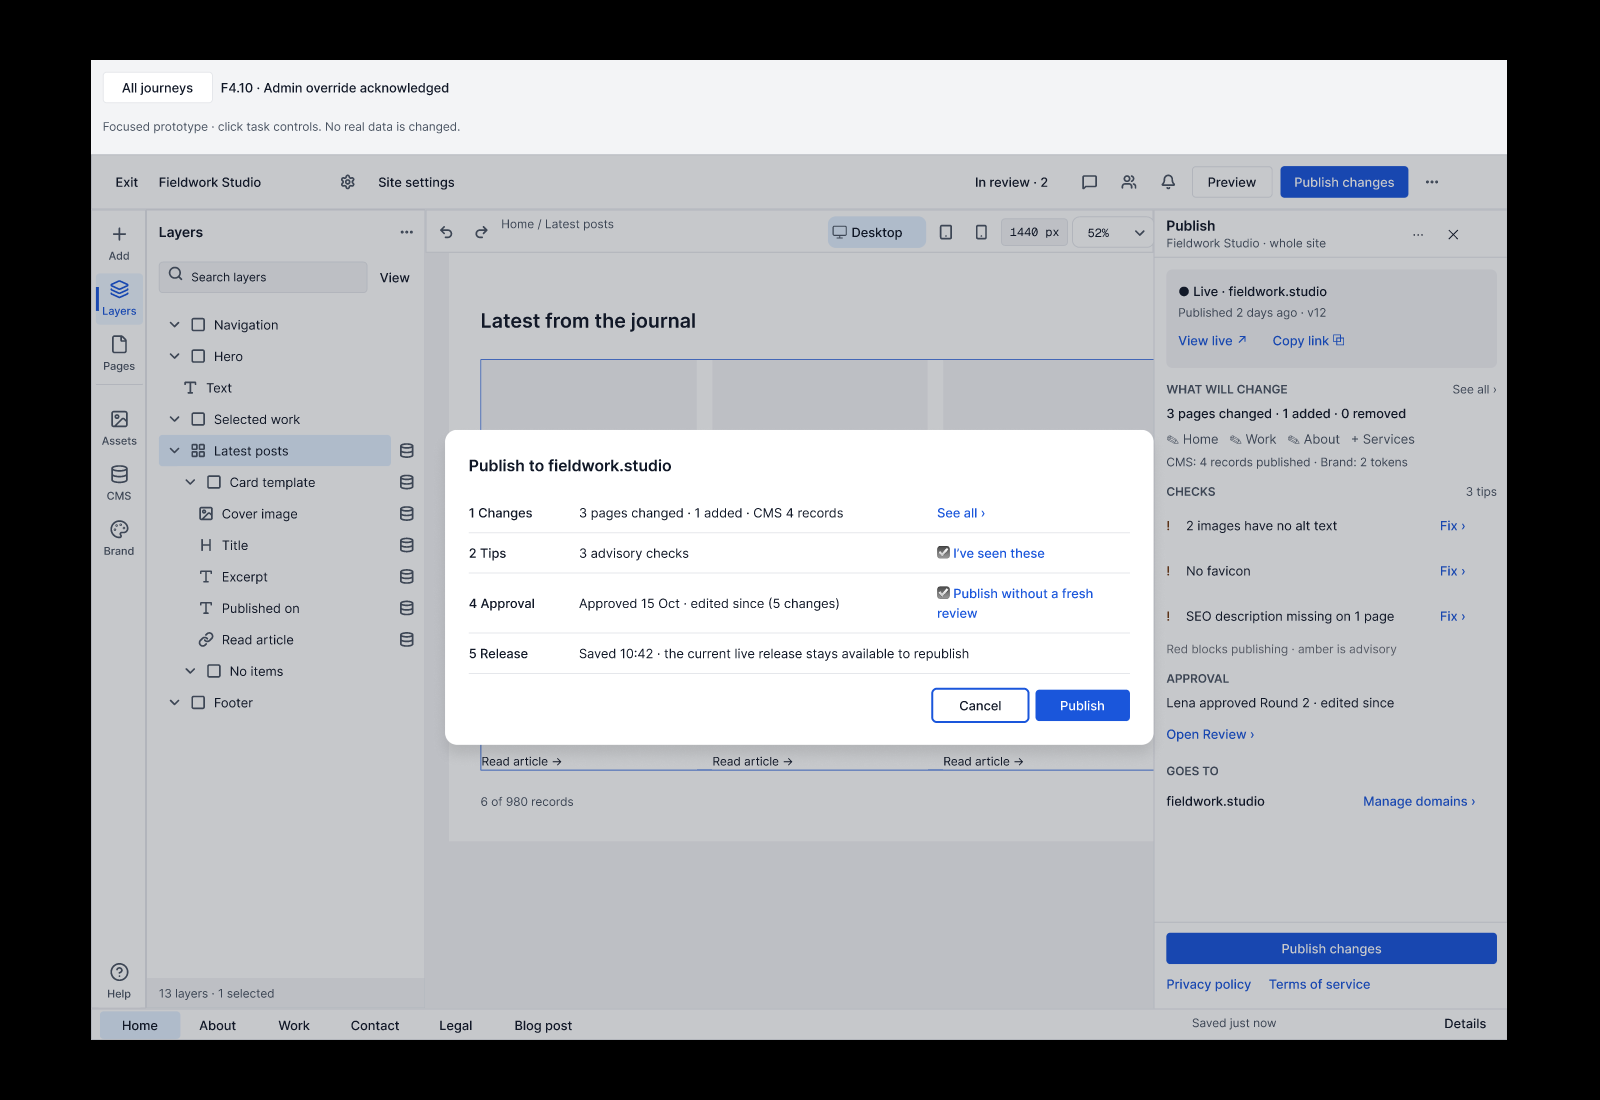 All journeys
F4.10 · Admin override acknowledged
Focused prototype · click task controls. No real data is changed.
Exit
Fieldwork Studio
Site settings
In review · 2
Preview
Publish changes
Add
Layers
Pages
Assets
CMS
Brand
Help
Layers
Search layers
View
Navigation
Hero
Text
Selected work
Latest posts
Card template
Cover image
Title
Excerpt
Published on
Read article
No items
Footer
13 layers · 1 selected
Home / Latest posts
Desktop
1440 px
52%
Latest from the journal
Publish to fieldwork.studio
1 Changes 3 pages changed · 1 added · CMS 4 records See all ›
2 Tips 3 advisory checks I've seen these
4 Approval Approved 15 Oct · edited since (5 changes) Publish without a fresh
review
5 Release Saved 10:42 · the current live release stays available to republish
Cancel
Publish
Read article → Read article → Read article →
6 of 980 records
Publish
Fieldwork Studio · whole site
Live · fieldwork.studio
Published 2 days ago · v12
View live ↗ Copy link
WHAT WILL CHANGE See all ›
3 pages changed · 1 added · 0 removed
✎ Home ✎ Work ✎ About + Services
CMS: 4 records published · Brand: 2 tokens
CHECKS 3 tips
! 2 images have no alt text Fix ›
! No favicon Fix ›
! SEO description missing on 1 page Fix ›
Red blocks publishing · amber is advisory
APPROVAL
Lena approved Round 2 · edited since
Open Review ›
GOES TO
fieldwork.studio Manage domains ›
Publish changes
Privacy policy Terms of service
Home About Work Contact Legal Blog post
Saved just now
Details